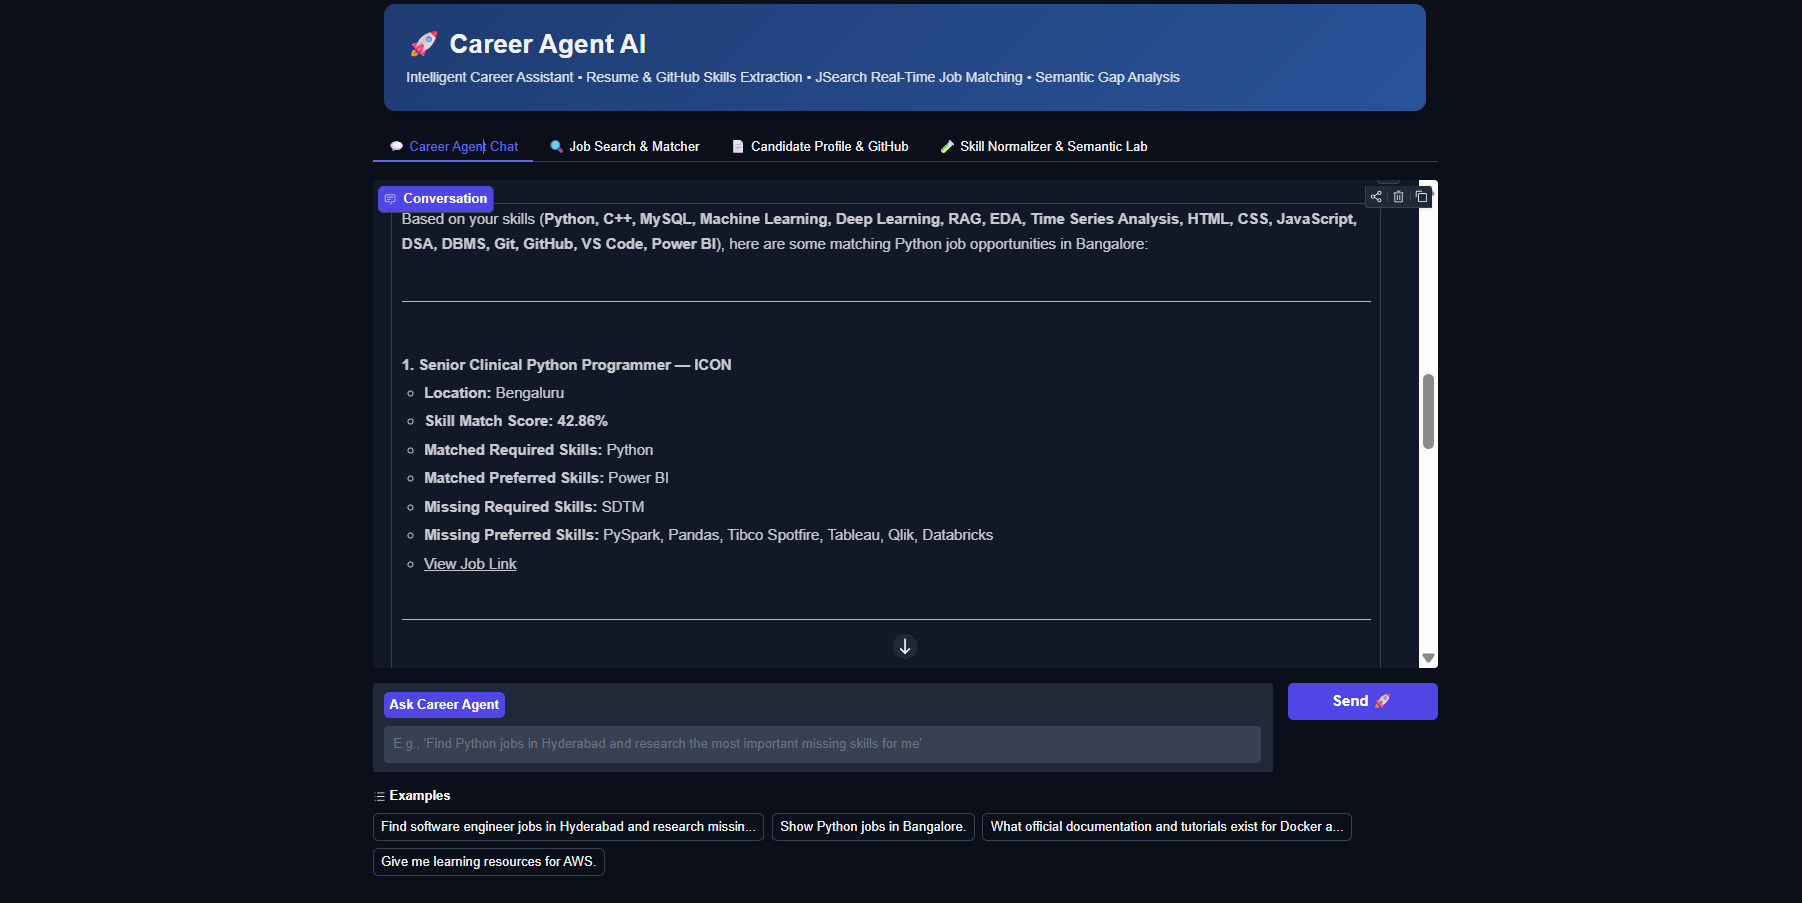 🚀 Career Agent AI
Intelligent Career Assistant • Resume & GitHub Skills Extraction • JSearch Real-Time Job Matching • Semantic Gap Analysis
Career Agent Chat
Job Search & Matcher
Candidate Profile & GitHub
Skill Normalizer & Semantic Lab
Conversation
Based on your skills (Python, C++, MySQL, Machine Learning, Deep Learning, RAG, EDA, Time Series Analysis, HTML, CSS, JavaScript,
DSA, DBMS, Git, GitHub, VS Code, Power BI), here are some matching Python job opportunities in Bangalore:
1. Senior Clinical Python Programmer — ICON
Location: Bengaluru
Skill Match Score: 42.86%
Matched Required Skills: Python
Matched Preferred Skills: Power BI
Missing Required Skills: SDTM
Missing Preferred Skills: PySpark, Pandas, Tibco Spotfire, Tableau, Qlik, Databricks
View Job Link
Ask Career Agent
Send 🚀
E.g., 'Find Python jobs in Hyderabad and research the most important missing skills for me'
Examples
Find software engineer jobs in Hyderabad and research missin...
Show Python jobs in Bangalore.
What official documentation and tutorials exist for Docker a...
Give me learning resources for AWS.